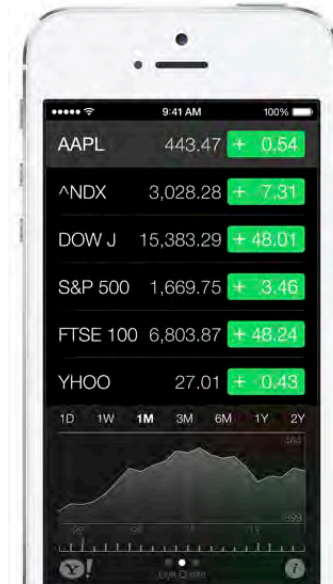 9:41 AM 100%
AAPL 443.47 + 0.54
^NDX 3,028.28 + 7.31
DOW J 15,383.29 + 48.01
S&P 500 1,669.75 + 3.46
FTSE 100 6,803.87 + 48.24
YHOO 27.01 + 0.43
1D 1W 1M 3M 6M 1Y 2Y
464
Y! i